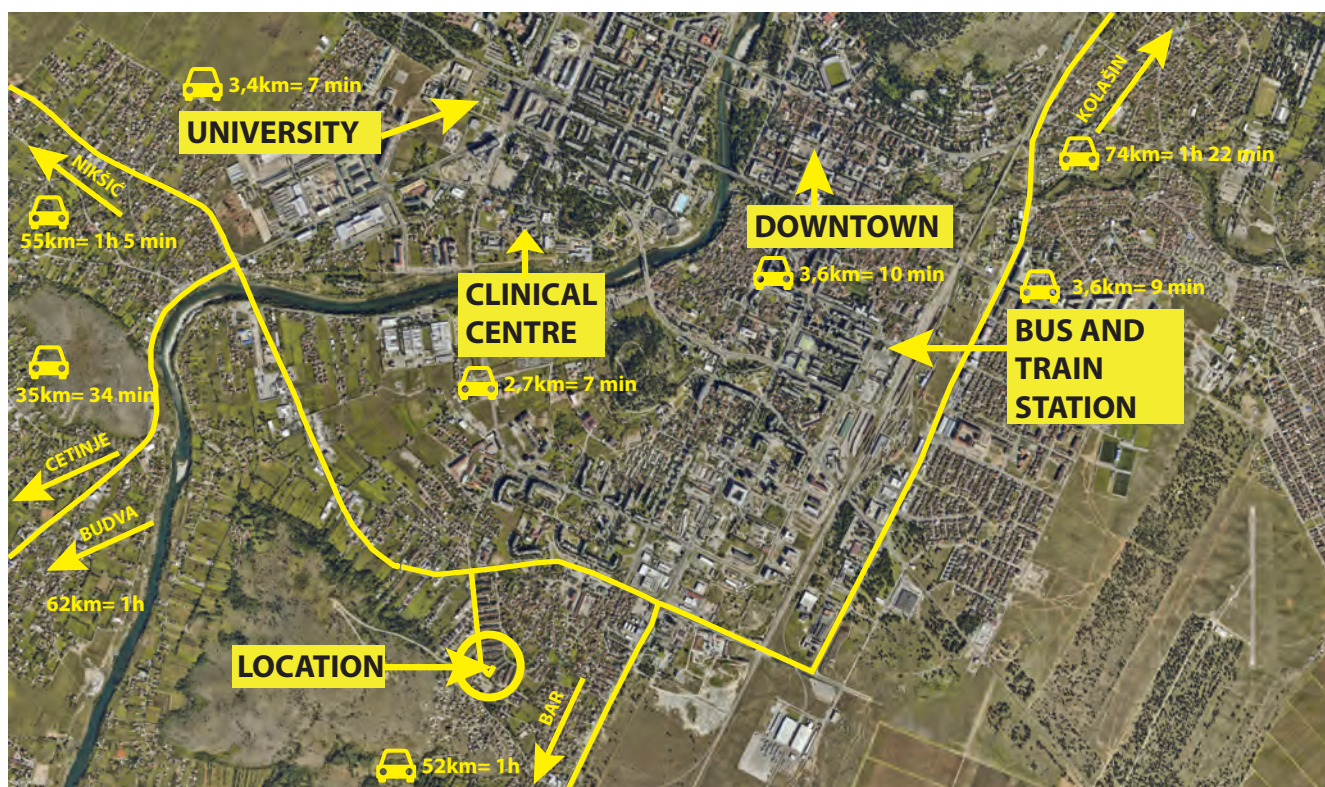 3,4km= 7 min
UNIVERSITY
KOLAŠIN
74km= 1h 22 min
NIKŠIĆ
55km= 1h 5 min
DOWNTOWN
3,6km= 10 min
CLINICAL
CENTRE
2,7km= 7 min
3,6km= 9 min
BUS AND
TRAIN
STATION
35km= 34 min
CETINJE
BUDVA
62km= 1h
LOCATION
BAR
52km= 1h